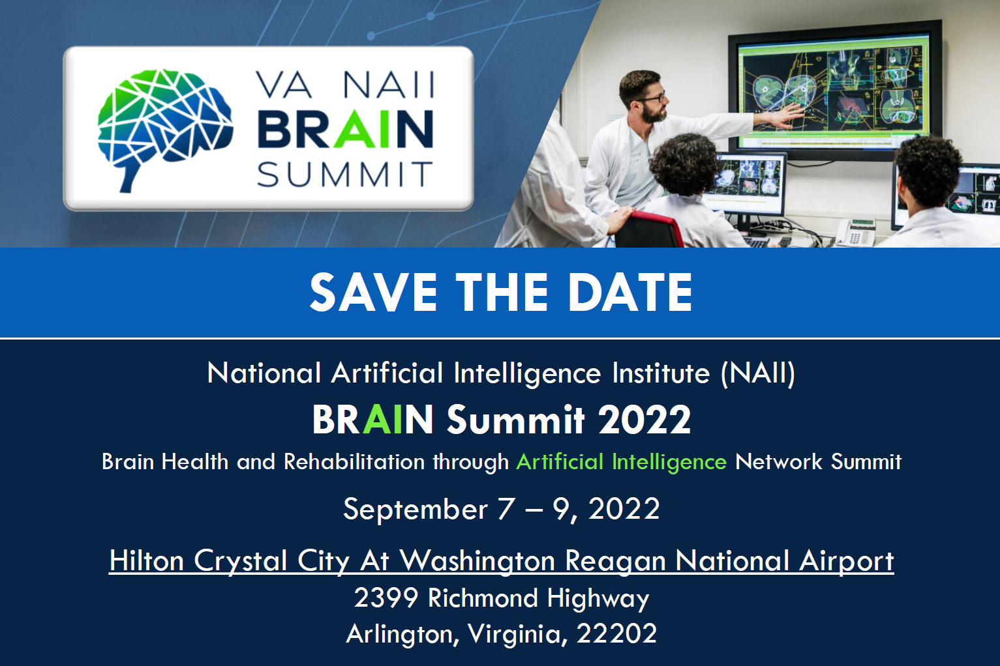 VA NAII
BRAIN
SUMMIT
SAVE THE DATE
National Artificial Intelligence Institute (NAII)
BRAIN Summit 2022
Brain Health and Rehabilitation through Artificial Intelligence Network Summit
September 7 – 9, 2022
Hilton Crystal City At Washington Reagan National Airport
2399 Richmond Highway
Arlington, Virginia, 22202